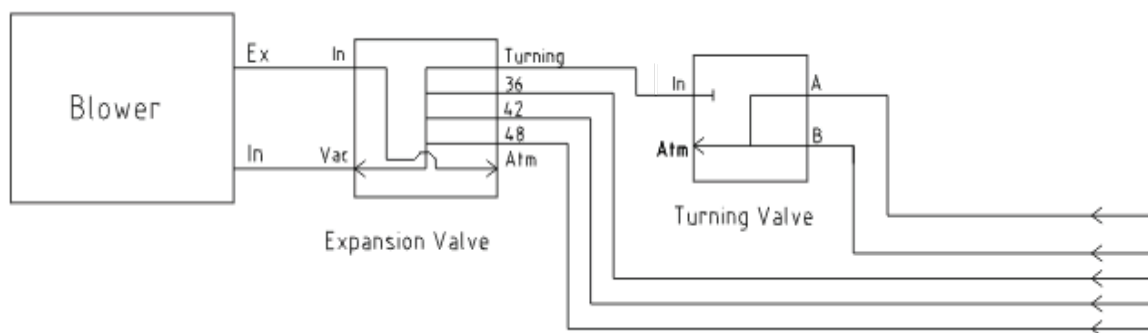 Blower
Ex
In
In
Vac
Turning
36
42
48
Atm
Expansion Valve
In
Atm
A
B
Turning Valve